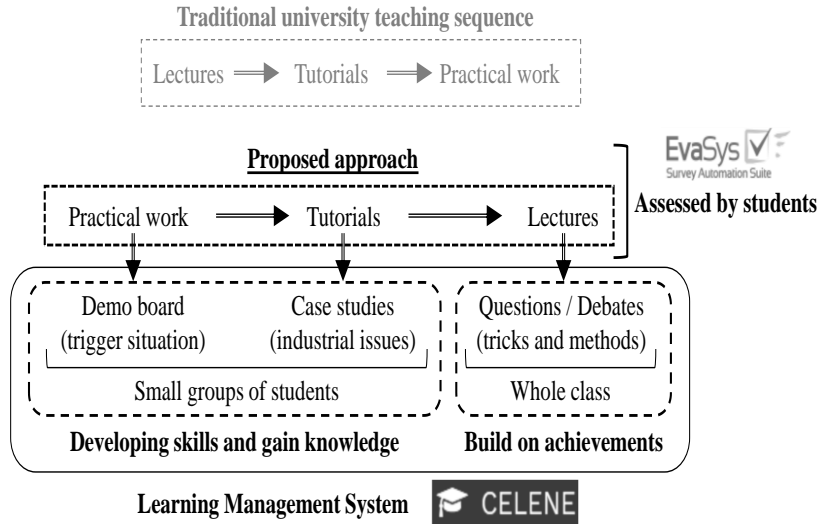 Traditional university teaching sequence
Lectures Tutorials Practical work
EvaSys
Survey Automation Suite
Proposed approach
Assessed by students
Practical work Tutorials Lectures
Demo board Case studies Questions / Debates
(trigger situation) (industrial issues) (tricks and methods)
Small groups of students Whole class
Developing skills and gain knowledge Build on achievements
Learning Management System CELENE